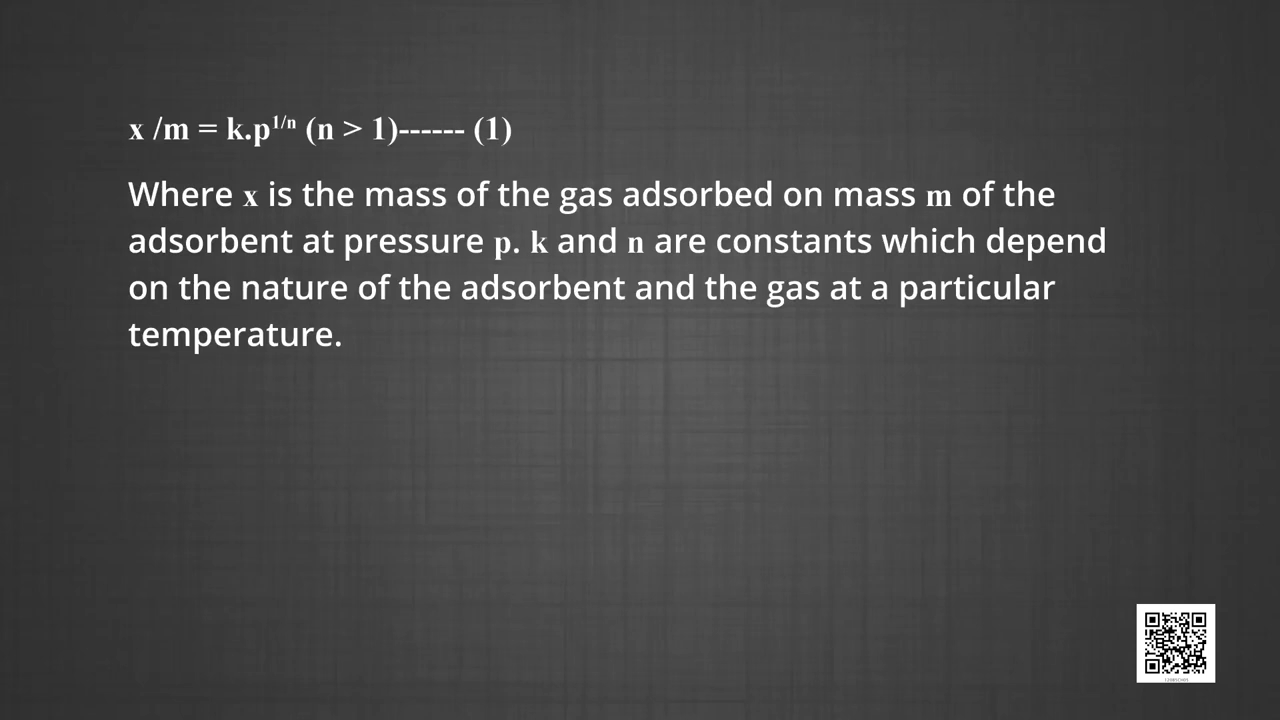 x /m = k.p1/n (n > 1)------ (1)
Where x is the mass of the gas adsorbed on mass m of the
adsorbent at pressure p. k and n are constants which depend
on the nature of the adsorbent and the gas at a particular
temperature.